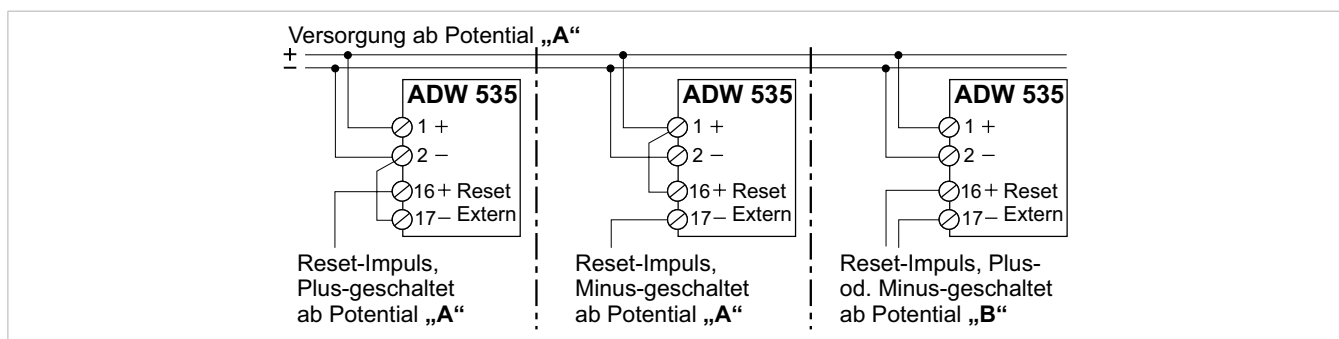 Versorgung ab Potential „A“
+
−
ADW 535
1 +
2 −
16 + Reset
17 − Extern
Reset-Impuls,
Plus-geschaltet
ab Potential „A“
ADW 535
1 +
2 −
16 + Reset
17 − Extern
Reset-Impuls,
Minus-geschaltet
ab Potential „A“
ADW 535
1 +
2 −
16 + Reset
17 − Extern
Reset-Impuls, Plus-
od. Minus-geschaltet
ab Potential „B“